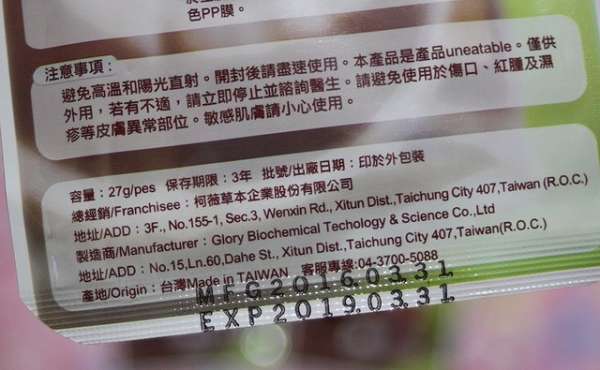 色PP膜。
注意事項：
避免高溫和陽光直射。開封後請盡速使用。本產品是產品uneatable。僅供
外用，若有不適，請立即停止並諮詢醫生。請避免使用於傷口、紅腫及濕
疹等皮膚異常部位。敏感肌膚請小心使用。
容量：27g/pes 保存期限：3年 批號/出廠日期：印於外包裝
總經銷/Franchisee：柯薇草本企業股份有限公司
地址/ADD：3F., No.155-1, Sec.3, Wenxin Rd., Xitun Dist.,Taichung City 407,Taiwan (R.O.C.)
製造商/Manufacturer：Glory Biochemical Techology & Science Co.,Ltd
地址/ADD：No.15,Ln.60,Dahe St., Xitun Dist.,Taichung City 407,Taiwan(R.O.C.)
產地/Origin：台灣Made in TAIWAN 客服專線:04-3700-5088
MFG2016.03.31.
EXP2019.03.31.